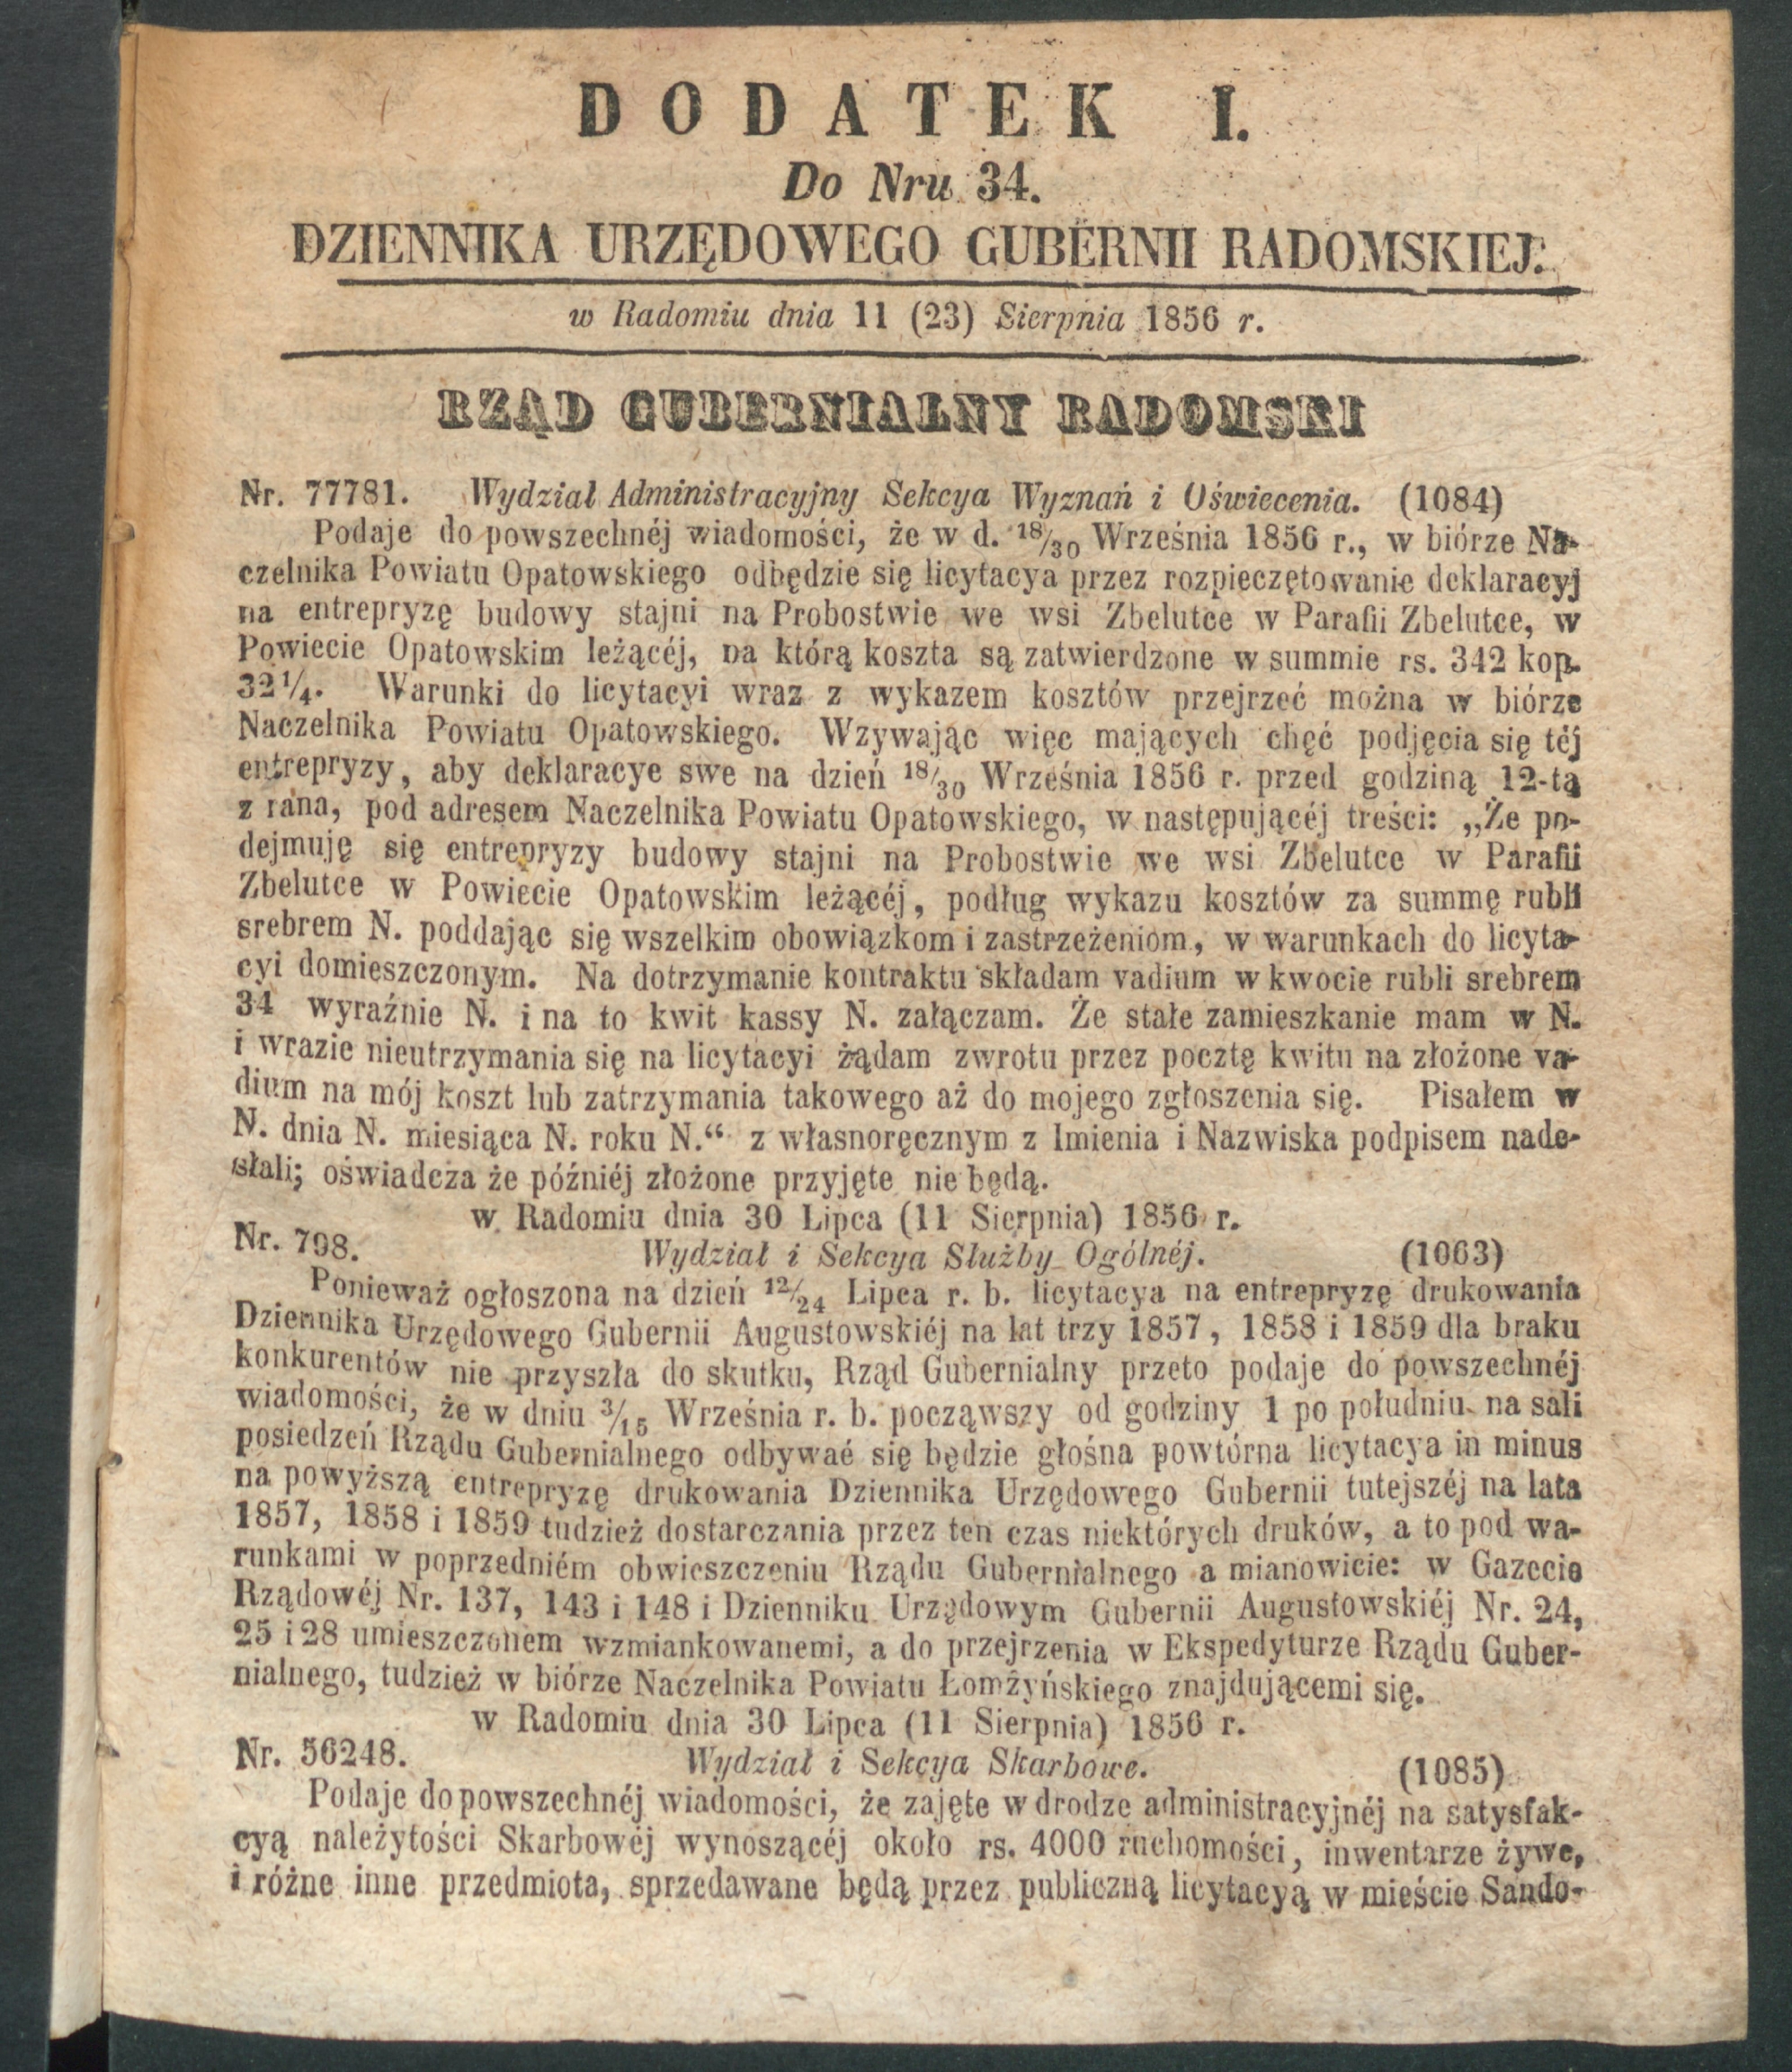 DODATEK I.
Do Nru 34.
DZIENNIKA URZĘDOWEGO GUBERNII RADOMSKIEJ.
w Radomiu dnia 11 (23) Sierpnia 1856 r.
RZĄD GUBERNIALNY RADOMSKI
Nr. 77781. Wydział Administracyjny Sekcya Wyznań i Oświecenia. (1084)
Podaje do powszechnéj wiadomości, że w d. 18/30 Września 1856 r., w biórze Na-
czelnika Powiatu Opatowskiego odbędzie się licytacya przez rozpieczętowanie deklaracyj
na entrepryzę budowy stajni na Probostwie we wsi Zbelutce w Parafii Zbelutce, w
Powiecie Opatowskim leżącéj, na którą koszta są zatwierdzone w summie rs. 342 kop.
32¼. Warunki do licytacyi wraz z wykazem kosztów przejrzeć można w biórze
Naczelnika Powiatu Opatowskiego. Wzywając więc mających chęć podjęcia się téj
entrepryzy, aby deklaracye swe na dzień 18/30 Września 1856 r. przed godziną 12-tą
z rana, pod adresem Naczelnika Powiatu Opatowskiego, w następującéj treści: „Że po-
dejmuję się entrepryzy budowy stajni na Probostwie we wsi Zbelutce w Parafii
Zbelutce w Powiecie Opatowskim leżącéj, podług wykazu kosztów za summę rubli
srebrem N. poddając się wszelkim obowiązkom i zastrzeżeniom, w warunkach do licyta-
cyi domieszczonym. Na dotrzymanie kontraktu składam vadium w kwocie rubli srebrem
34 wyraźnie N. i na to kwit kassy N. załączam. Że stałe zamieszkanie mam w N.
i wrazie nieutrzymania się na licytacyi żądam zwrotu przez pocztę kwitu na złożone va-
dium na mój koszt lub zatrzymania takowego aż do mojego zgłoszenia się. Pisałem w
N. dnia N. miesiąca N. roku N.“ z własnoręcznym z Imienia i Nazwiska podpisem nade-
słali; oświadcza że późniéj złożone przyjęte nie będą.
w Radomiu dnia 30 Lipca (11 Sierpnia) 1856 r.
Nr. 798. Wydział i Sekcya Służby Ogólnéj. (1063)
Ponieważ ogłoszona na dzień 12/24 Lipca r. b. licytacya na entrepryzę drukowania
Dziennika Urzędowego Gubernii Augustowskiéj na lat trzy 1857, 1858 i 1859 dla braku
konkurentów nie przyszła do skutku, Rząd Gubernialny przeto podaje do powszechnéj
wiadomości, że w dniu 3/15 Września r. b. począwszy od godziny 1 po południu na sali
posiedzeń Rządu Gubernialnego odbywać się będzie głośna powtórna licytacya in minus
na powyższą entrepryzę drukowania Dziennika Urzędowego Gubernii tutejszéj na lata
1857, 1858 i 1859 tudzież dostarczania przez ten czas niektórych druków, a to pod wa-
runkami w poprzedniém obwieszczeniu Rządu Gubernialnego a mianowicie: w Gazecie
Rządowéj Nr. 137, 143 i 148 i Dzienniku Urzędowym Gubernii Augustowskiéj Nr. 24,
25 i 28 umieszczonem wzmiankowanemi, a do przejrzenia w Ekspedyturze Rządu Guber-
nialnego, tudzież w biórze Naczelnika Powiatu Łomżyńskiego znajdującemi się.
w Radomiu dnia 30 Lipca (11 Sierpnia) 1856 r.
Nr. 56248. Wydział i Sekcya Skarbowe. (1085)
Podaje do powszechnéj wiadomości, że zajęte w drodze administracyjnéj na satysfak-
cyą należytości Skarbowéj wynoszącéj około rs. 4000 ruchomości, inwentarze żywe,
i różne inne przedmiota, sprzedawane będą przez publiczną licytacyą w mieście Sando-